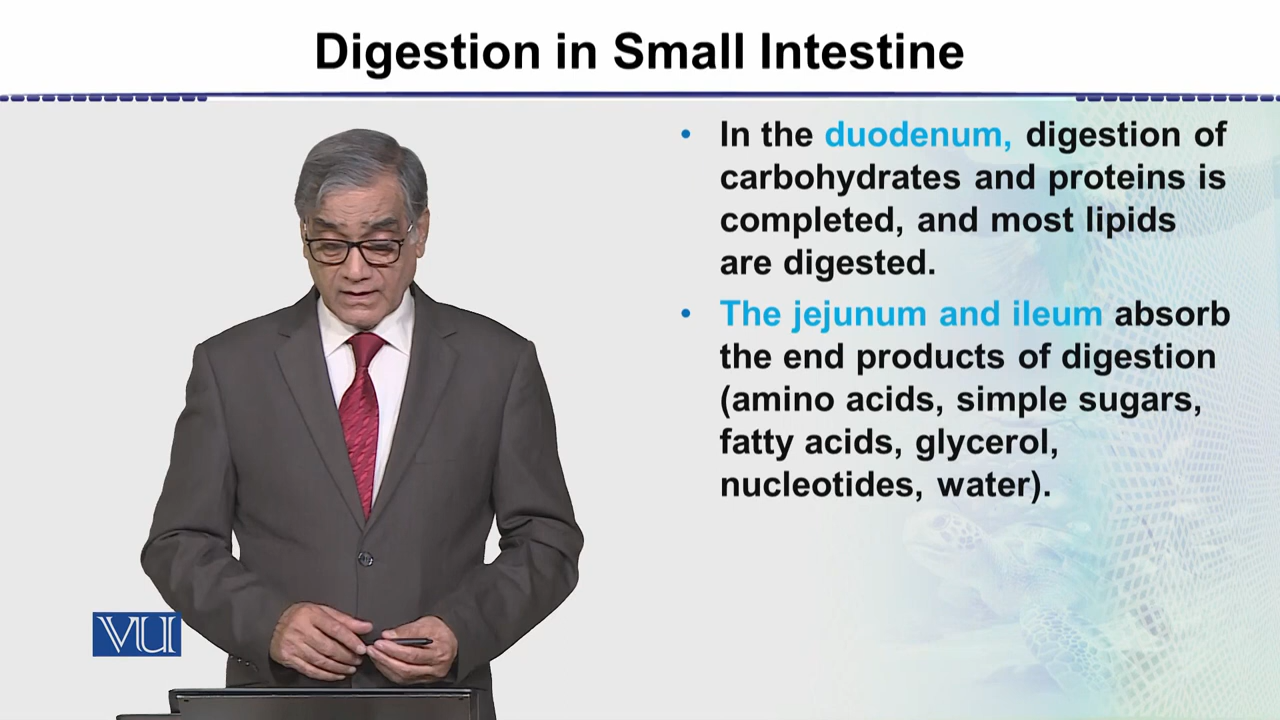 Digestion in Small Intestine
• In the duodenum, digestion of
carbohydrates and proteins is
completed, and most lipids
are digested.
• The jejunum and ileum absorb
the end products of digestion
(amino acids, simple sugars,
fatty acids, glycerol,
nucleotides, water).
VU